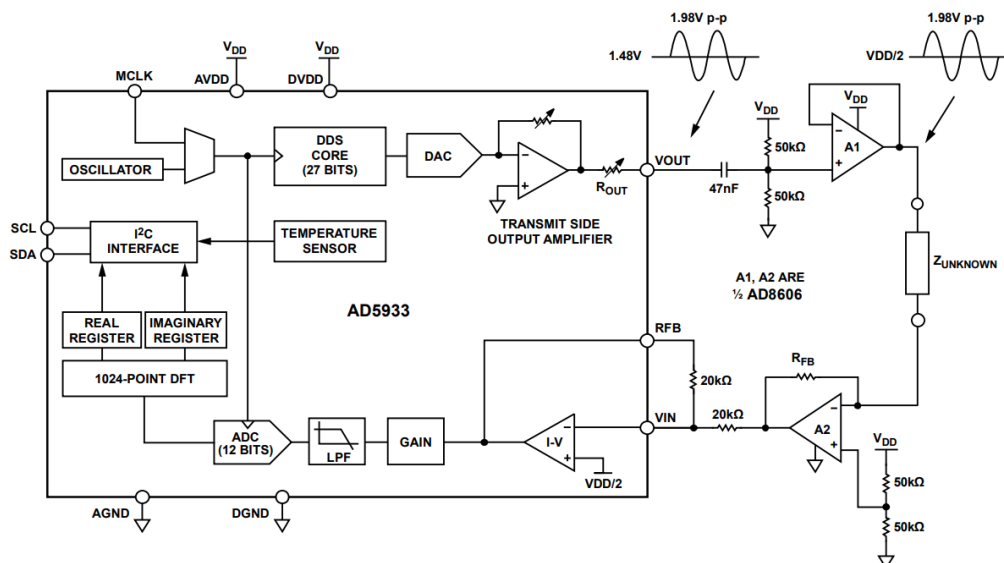 1.98V p-p
1.98V p-p
1.48V
VDD/2
VDD
VDD
MCLK
AVDD
DVDD
OSCILLATOR
DDS
CORE
(27 BITS)
DAC
ROUT
VOUT
47nF
VDD
50kΩ
50kΩ
VDD
A1
TRANSMIT SIDE
OUTPUT AMPLIFIER
SCL
SDA
I2C
INTERFACE
TEMPERATURE
SENSOR
ZUNKNOWN
A1, A2 ARE
½ AD8606
AD5933
REAL
REGISTER
IMAGINARY
REGISTER
1024-POINT DFT
RFB
20kΩ
RFB
VIN
20kΩ
A2
ADC
(12 BITS)
LPF
GAIN
I-V
VDD/2
VDD
50kΩ
50kΩ
AGND
DGND